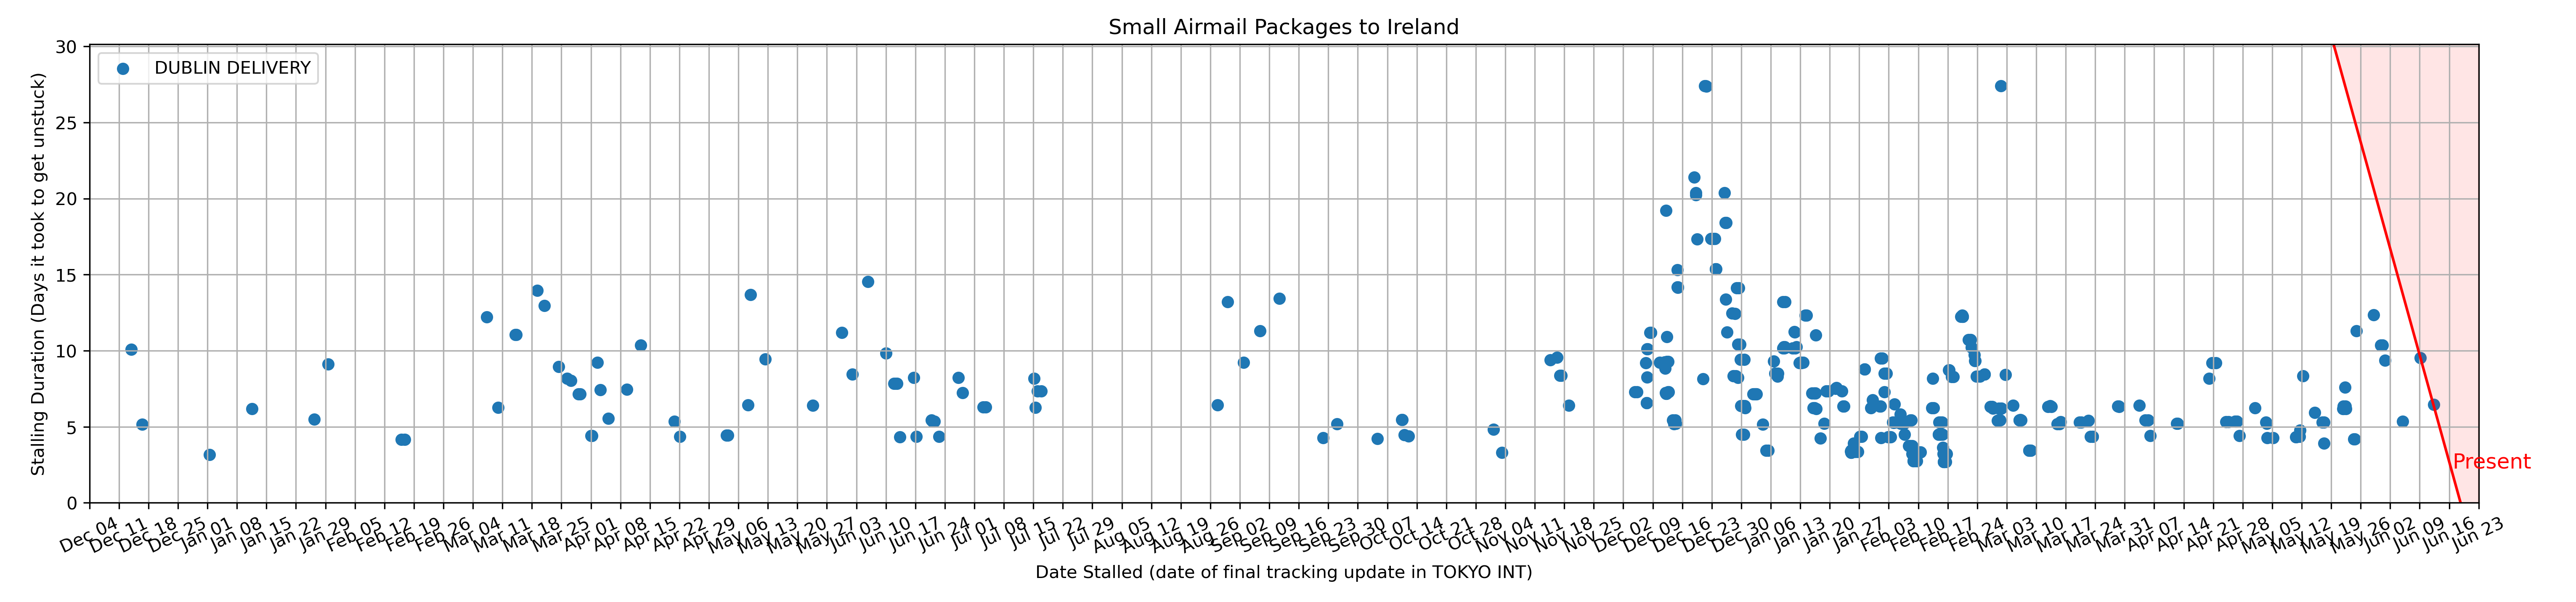 Small Airmail Packages to Ireland
DUBLIN DELIVERY
Stalling Duration (Days it took to get unstuck)
30
25
20
15
10
5
0
Present
Dec 04
Dec 11
Dec 18
Dec 25
Jan 01
Jan 08
Jan 15
Jan 22
Jan 29
Feb 05
Feb 12
Feb 19
Feb 26
Mar 04
Mar 11
Mar 18
Mar 25
Apr 01
Apr 08
Apr 15
Apr 22
Apr 29
May 06
May 13
May 20
May 27
Jun 03
Jun 10
Jun 17
Jun 24
Jul 01
Jul 08
Jul 15
Jul 22
Jul 29
Aug 05
Aug 12
Aug 19
Aug 26
Sep 02
Sep 09
Sep 16
Sep 23
Sep 30
Oct 07
Oct 14
Oct 21
Oct 28
Nov 04
Nov 11
Nov 18
Nov 25
Dec 02
Dec 09
Dec 16
Dec 23
Dec 30
Jan 06
Jan 13
Jan 20
Jan 27
Feb 03
Feb 10
Feb 17
Feb 24
Mar 03
Mar 10
Mar 17
Mar 24
Mar 31
Apr 07
Apr 14
Apr 21
Apr 28
May 05
May 12
May 19
May 26
Jun 02
Jun 09
Jun 16
Jun 23
Date Stalled (date of final tracking update in TOKYO INT)